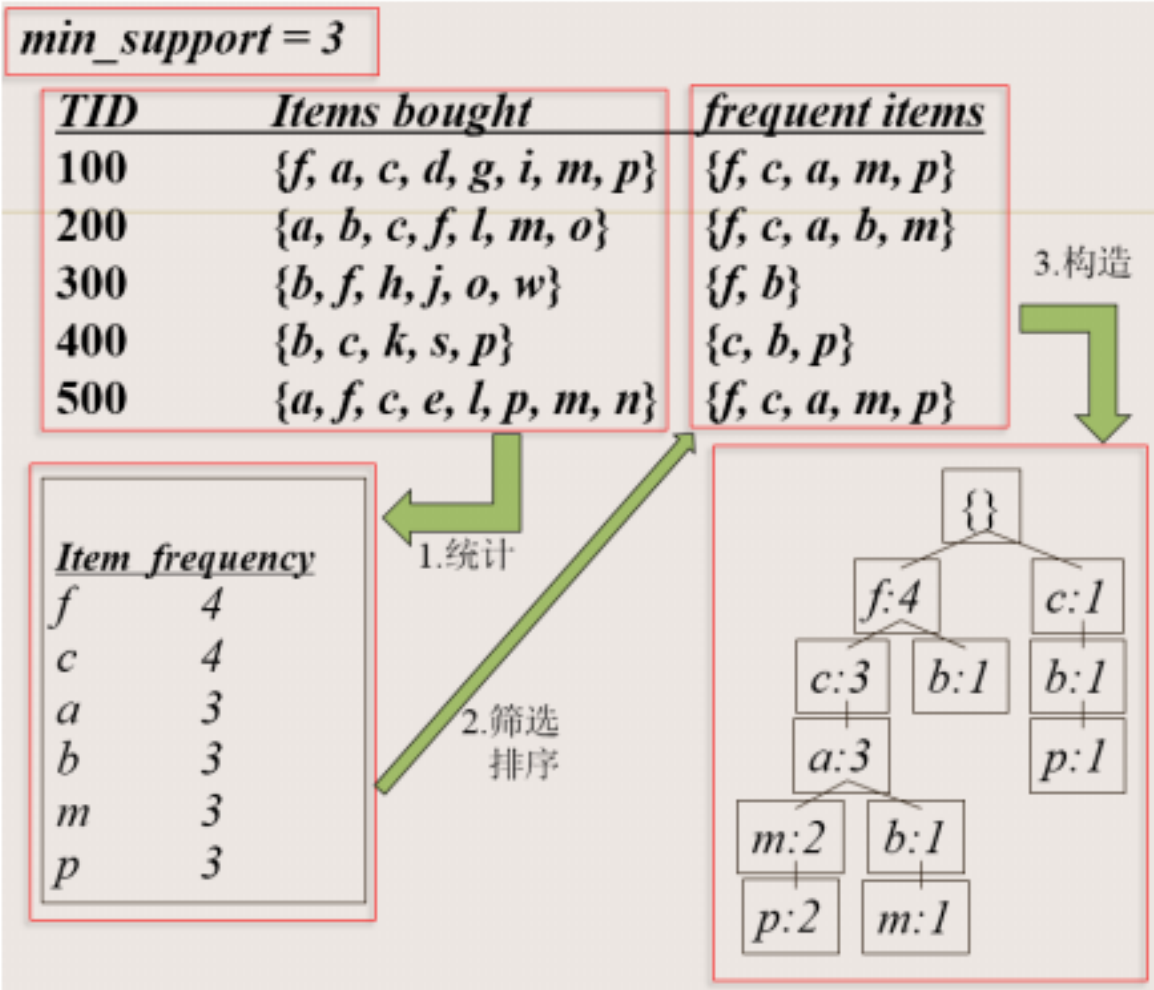 min_support = 3
TID Items bought frequent items
100 {f, a, c, d, g, i, m, p} {f, c, a, m, p}
200 {a, b, c, f, l, m, o} {f, c, a, b, m}
300 {b, f, h, j, o, w} {f, b}
400 {b, c, k, s, p} {c, b, p}
500 {a, f, c, e, l, p, m, n} {f, c, a, m, p}
3.构造
1.统计
Item frequency
f 4
c 4
a 3
b 3
m 3
p 3
2.筛选
排序
{}
f:4 c:1
c:3 b:1 b:1
a:3 p:1
m:2 b:1
p:2 m:1